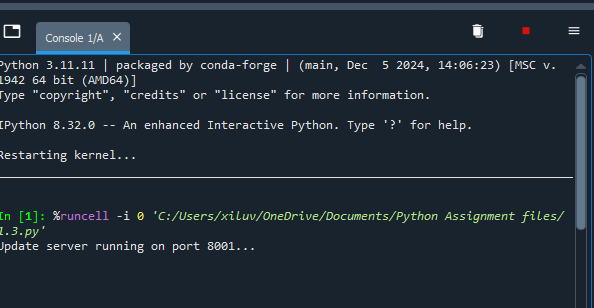 Console 1/A
Python 3.11.11 | packaged by conda-forge | (main, Dec  5 2024, 14:06:23) [MSC v.
1942 64 bit (AMD64)]
Type "copyright", "credits" or "license" for more information.
IPython 8.32.0 -- An enhanced Interactive Python. Type '?' for help.
Restarting kernel...
In [1]: %runcell -i 0 'C:/Users/xiluv/OneDrive/Documents/Python Assignment files/
1.3.py'
Update server running on port 8001...